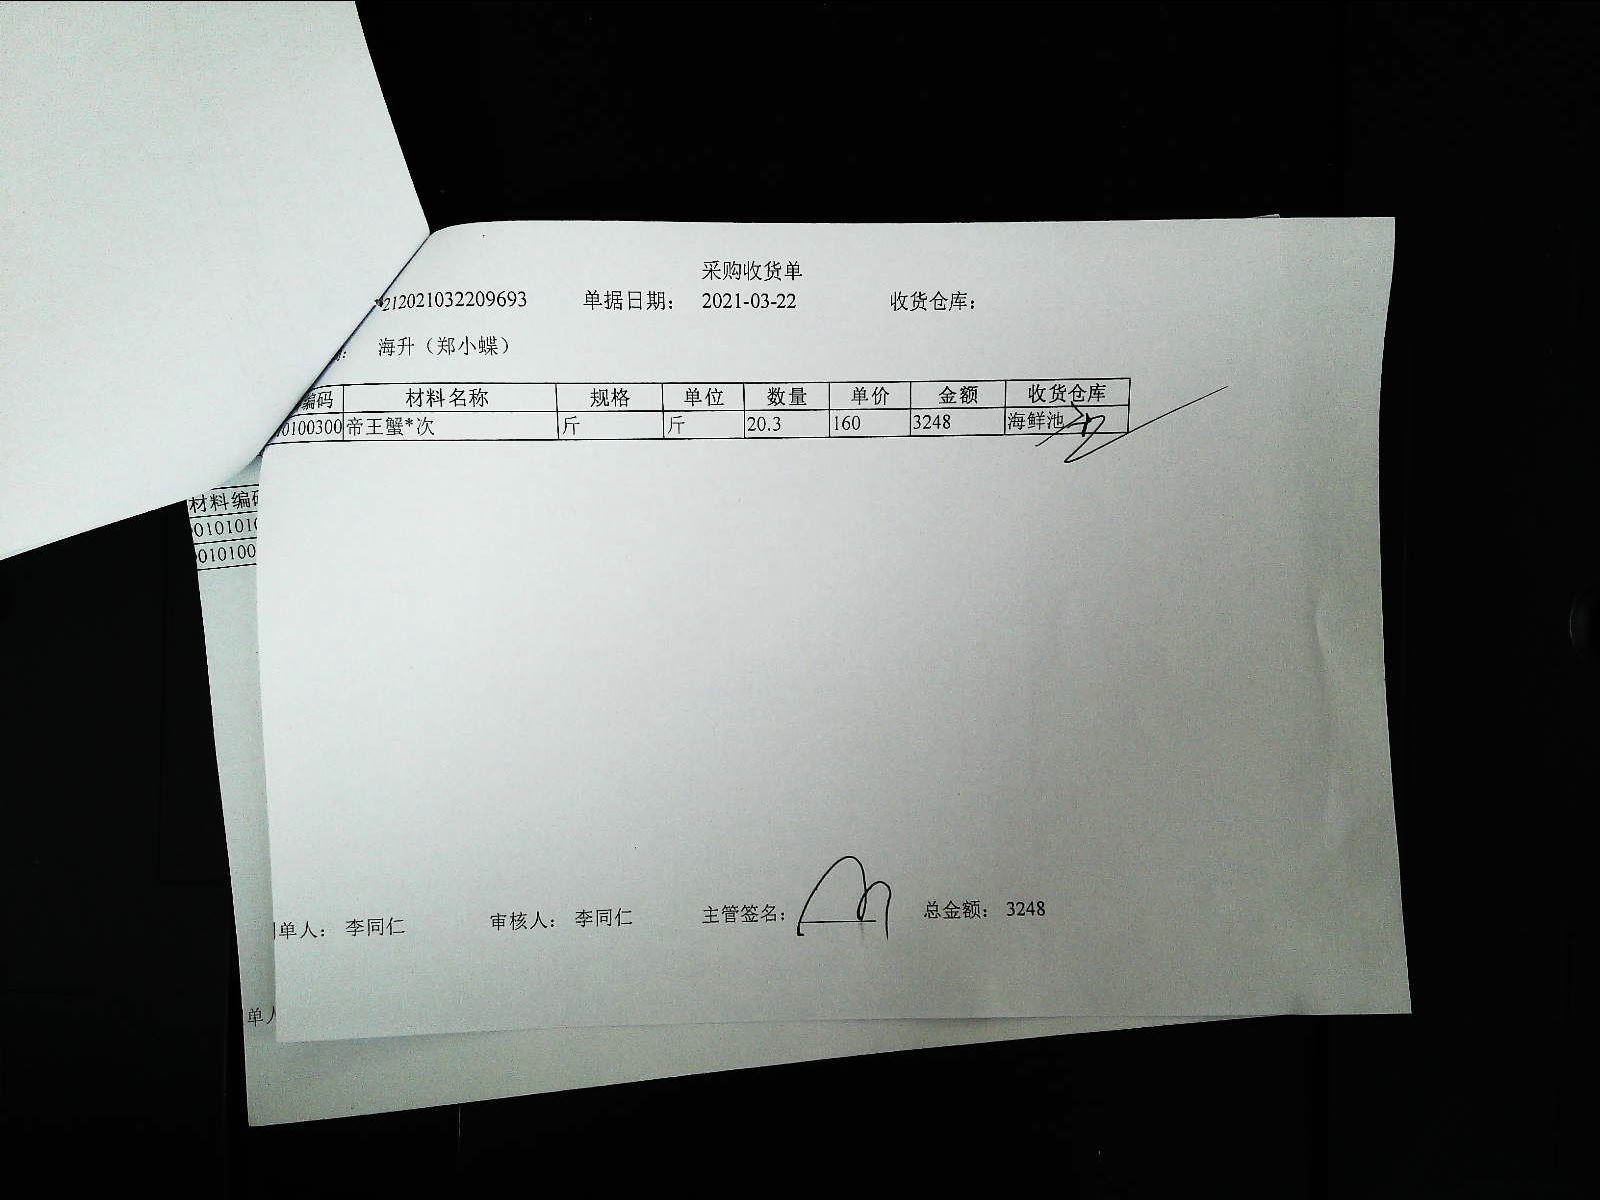 采购收货单
212021032209693 单据日期： 2021-03-22 收货仓库：
海升（郑小蝶）
编码 材料名称 规格 单位 数量 单价 金额 收货仓库
0100300 帝王蟹*次 斤 斤 20.3 160 3248 海鲜池
材料编码
0010101
0010100
单人： 李同仁 审核人： 李同仁 主管签名： 总金额： 3248
单人